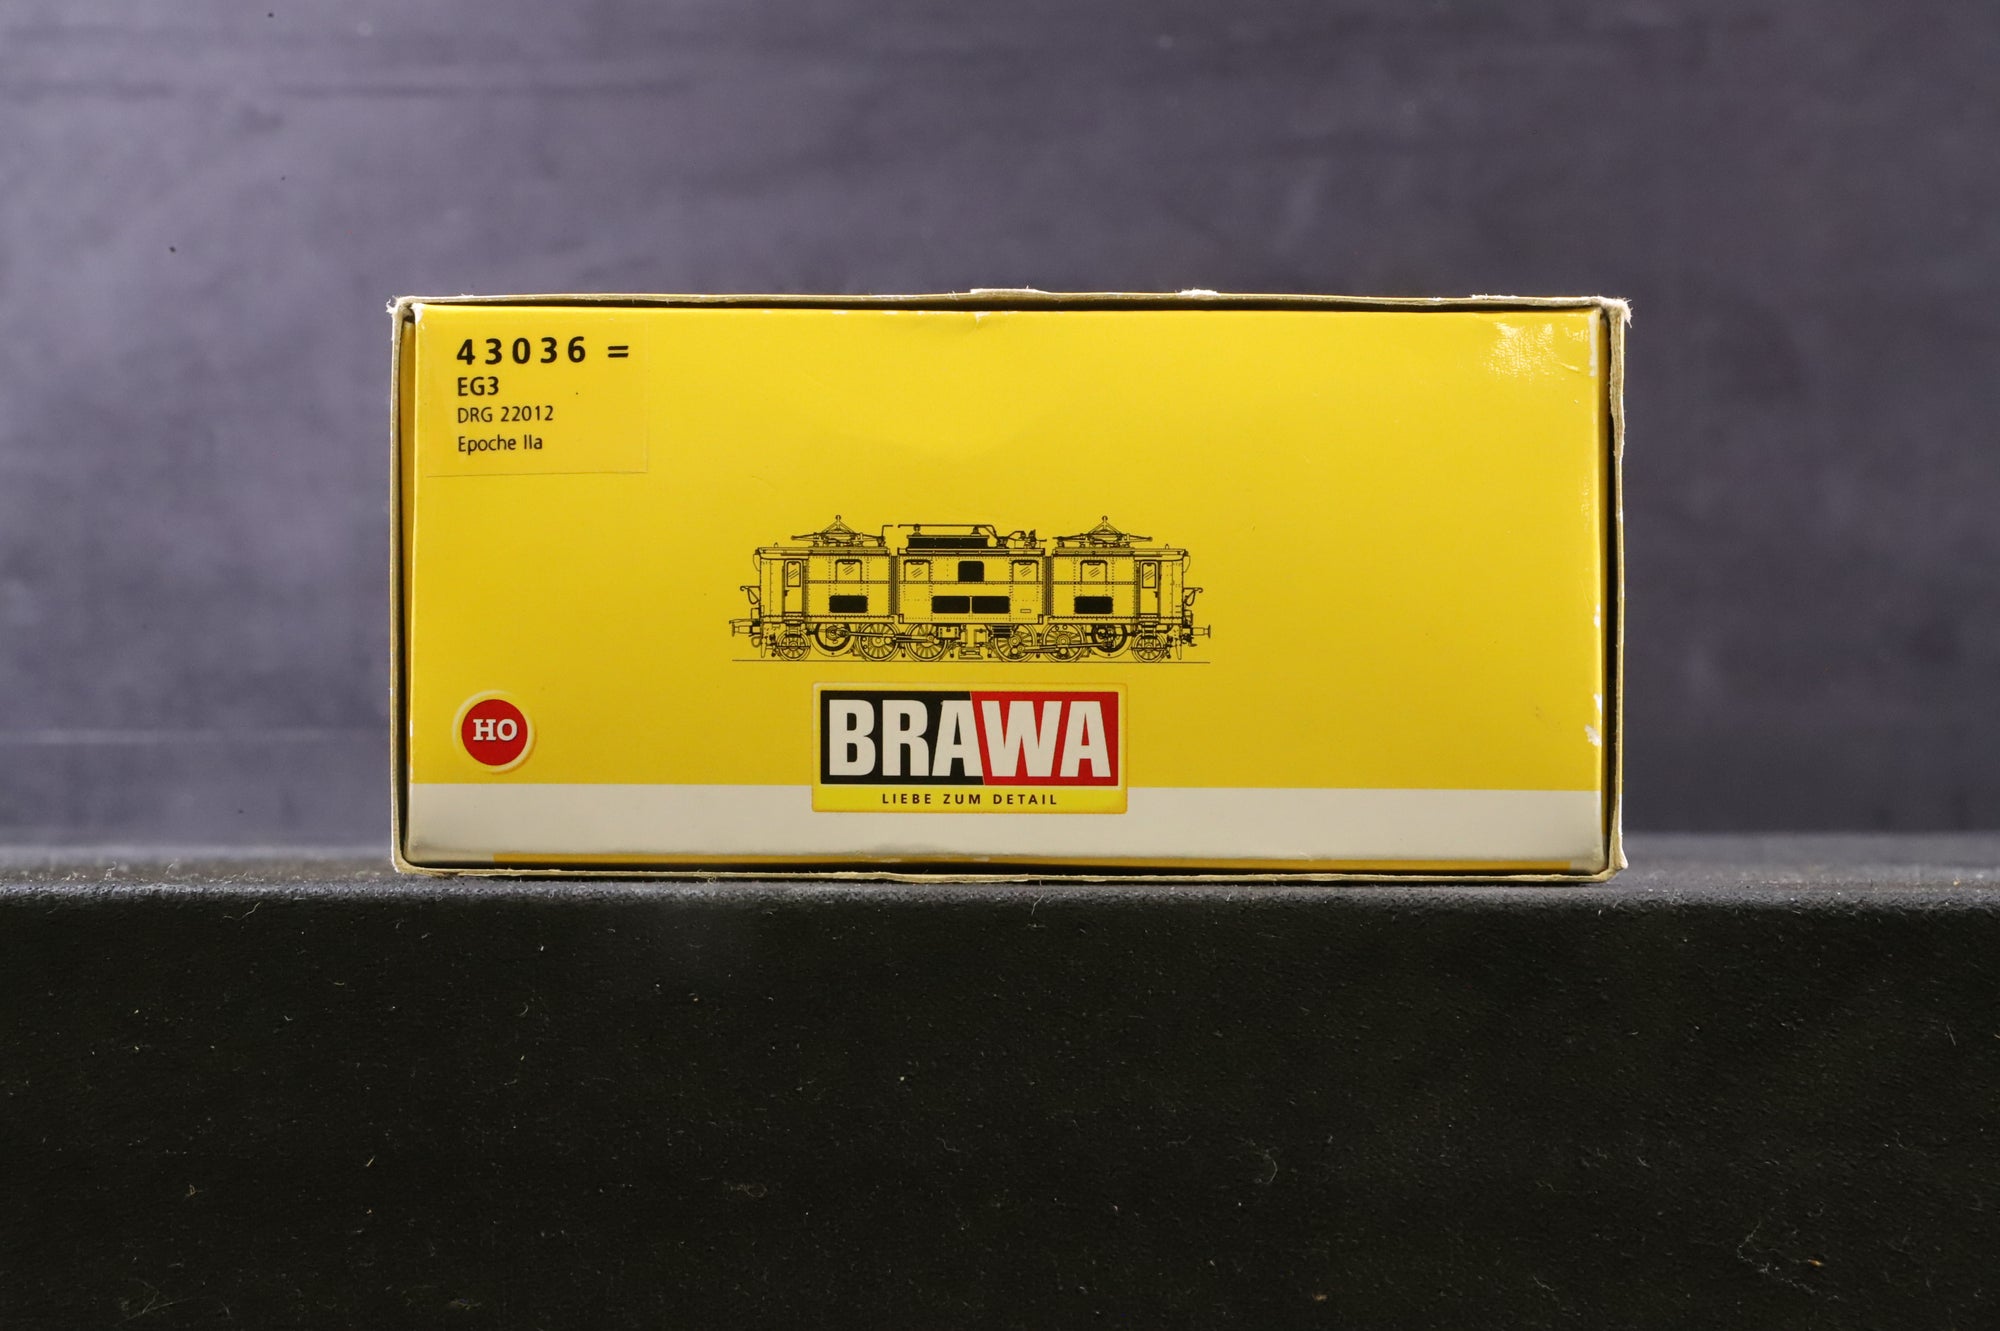 43036 =
EG3
DRG 22012
Epoche IIa
HO
BRAWA
LIEBE ZUM DETAIL